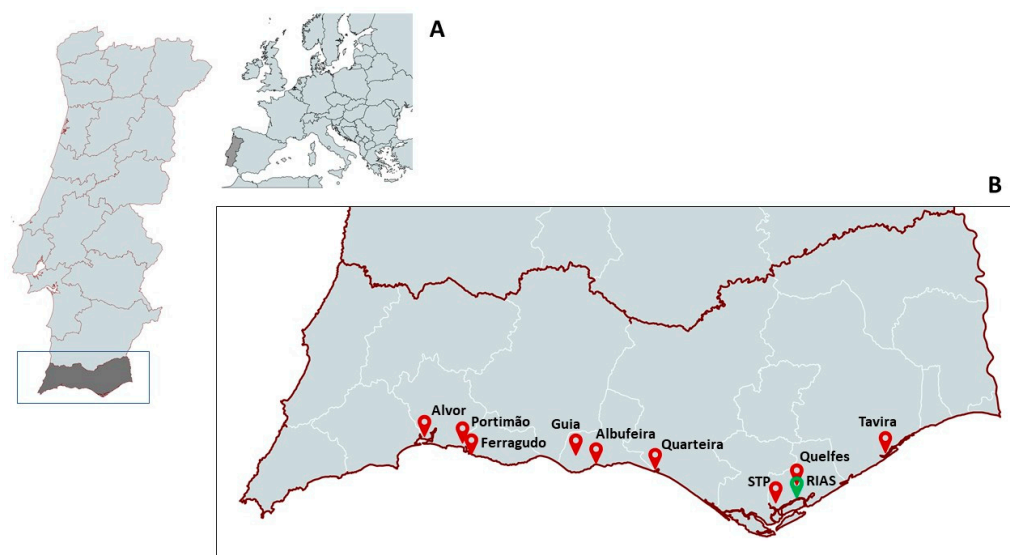 A
B
Alvor
Portimão
Ferragudo
Guia
Albufeira
Quarteira
Tavira
Quelfes
STP
RIAS